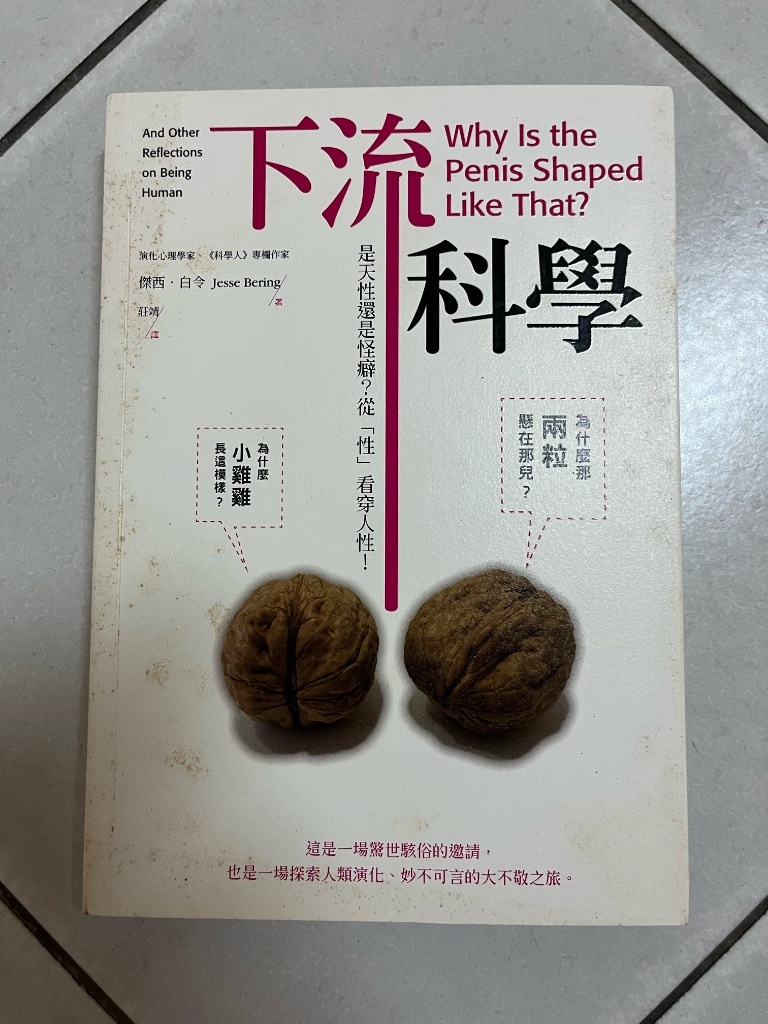 And Other
Reflections
on Being
Human
下流
Why Is the
Penis Shaped
Like That?
科學
演化心理學家、《科學人》專欄作家
傑西．白令 Jesse Bering/著
莊靖/譯
是天性還是怪癖？從「性」看穿人性！
為什麼
小雞雞
長這模樣？
為什麼那
兩粒
懸在那兒？
這是一場驚世駭俗的邀請，
也是一場探索人類演化、妙不可言的大不敬之旅。